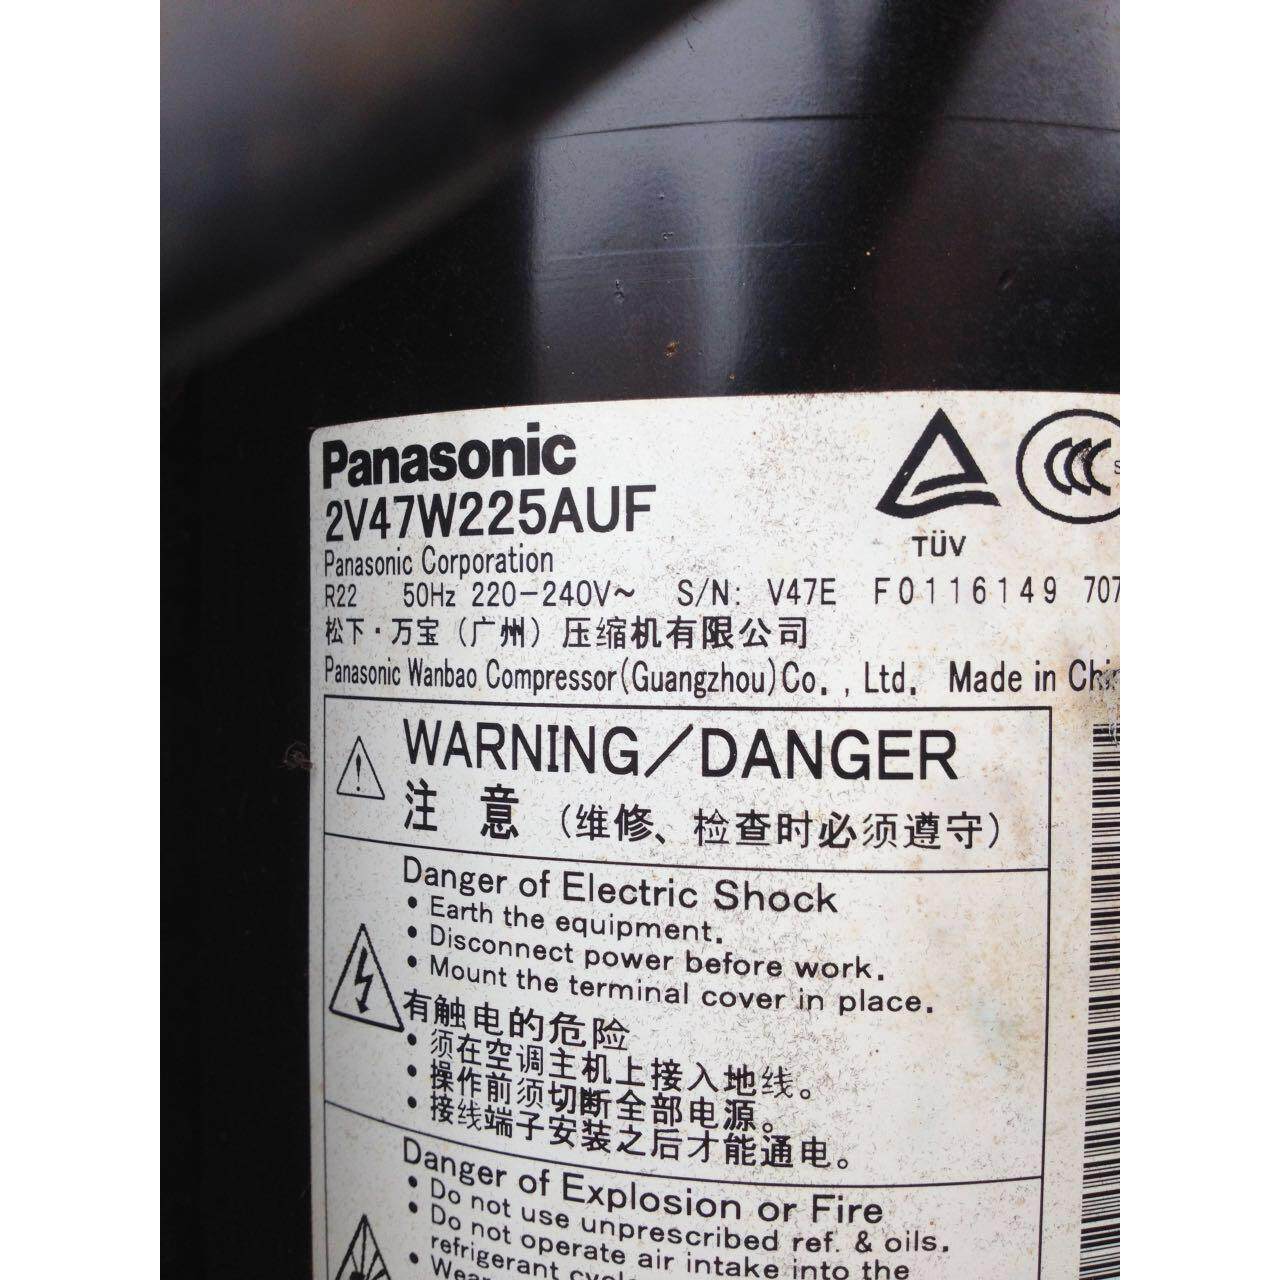 Panasonic
2V47W225AUF
TÜV
Panasonic Corporation
R22 50Hz 220-240V~ S/N: V47E F0116149 707
松下·万宝（广州）压缩机有限公司
Panasonic Wanbao Compressor(Guangzhou)Co., Ltd. Made in Chi
WARNING/DANGER
注 意 (维修、检查时必须遵守)
Danger of Electric Shock
• Earth the equipment.
• Disconnect power before work.
• Mount the terminal cover in place.
有触电的危险
• 须在空调主机上接入地线。
• 操作前须切断全部电源。
• 接线端子安装之后才能通电。
Danger of Explosion or Fire
• Do not use unprescribed ref. & oils.
• Do not operate air intake into the
refrigerant cycle
• Wear